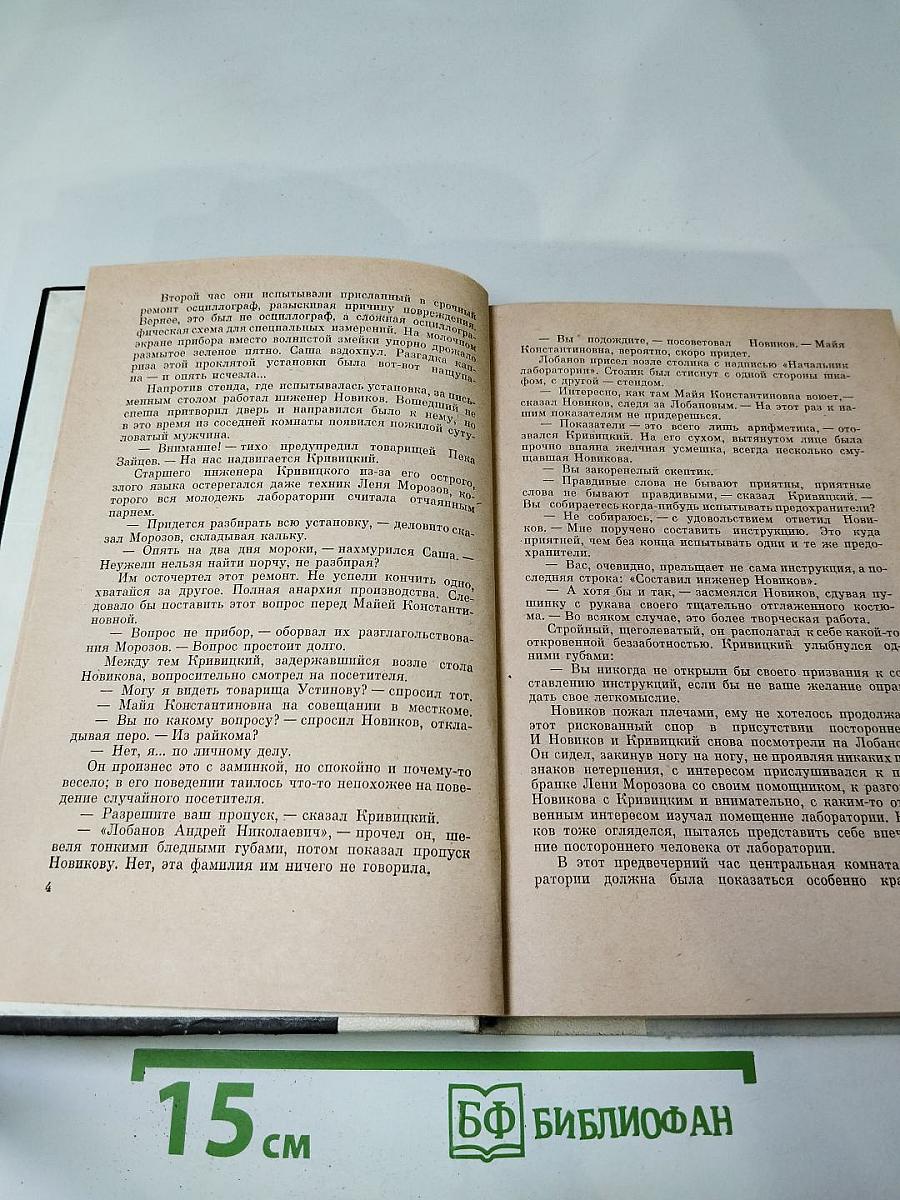 Второй час они испытывали присланный в срочный
ремонт осциллограф, разыскивая причину повреждения.
Вернее, это был не осциллограф, а сложная осциллогра-
фическая схема для специальных измерений. На молочном
экране прибора вместо волнистой змейки упорно дрожало
размытое зеленое пятно. Саша вздохнул. Разгадка кап-
риза этой проклятой установки была вот-вот нащупа-
на — и опять исчезла...
Напротив стенда, где испытывалась установка, за пись-
менным столом работал инженер Новиков. Вошедший не
спеша притворил дверь и направился было к нему, но
в это время из соседней комнаты появился пожилой суту-
ловатый мужчина.
— Внимание! — тихо предупредил товарищей Пека
Зайцев. — На нас надвигается Кривицкий.
Старшего инженера Кривицкого из-за его острого,
злого языка остерегался даже техник Леня Морозов, ко-
торого вся молодежь лаборатории считала отчаянным
парнем.
— Придется разбирать всю установку, — деловито ска-
зал Морозов, складывая кальку.
— Опять на два дня мороки, — нахмурился Саша. —
Неужели нельзя найти порчу, не разбирая?
Им осточертел этот ремонт. Не успели кончить одно,
хватайся за другое. Полная анархия производства. Сле-
довало бы поставить этот вопрос перед Майей Константи-
новной.
— Вопрос не прибор, — оборвал их разглагольствова-
ния Морозов. — Вопрос простоит долго.
Между тем Кривицкий, задержавшийся возле стола
Новикова, вопросительно смотрел на посетителя.
— Могу я видеть товарища Устинову? — спросил тот.
— Майя Константиновна на совещании в месткоме.
— Вы по какому вопросу? — спросил Новиков, откла-
дывая перо. — Из райкома?
— Нет, я... по личному делу.
Он произнес это с заминкой, но спокойно и почему-то
весело; в его поведении таилось что-то непохожее на пове-
дение случайного посетителя.
— Разрешите ваш пропуск, — сказал Кривицкий.
— «Лобанов Андрей Николаевич», — прочел он, ше-
веля тонкими бледными губами, потом показал пропуск
Новикову. Нет, эта фамилия им ничего не говорила.
4
— Вы подождите, — посоветовал Новиков. — Майя
Константиновна, вероятно, скоро придет.
Лобанов присел возле столика с надписью «Начальник
лаборатории». Столик был стиснут с одной стороны шка-
фом, с другой — стендом.
— Интересно, как там Майя Константиновна воюет, —
сказал Новиков, следя за Лобановым. — На этот раз к на-
шим показателям не придерешься.
— Показатели — это всего лишь арифметика, — ото-
звался Кривицкий. На его сухом, вытянутом лице была
прочно впаяна желчная усмешка, всегда несколько сму-
щавшая Новикова.
— Вы закоренелый скептик.
— Правдивые слова не бывают приятны, приятные
слова не бывают правдивыми, — сказал Кривицкий. —
Вы собираетесь когда-нибудь испытывать предохранители?
— Не собираюсь, — с удовольствием ответил Нови-
ков. — Мне поручено составить инструкцию. Это куда
приятней, чем без конца испытывать одни и те же предо-
хранители.
— Вас, очевидно, прельщает не сама инструкция, а по-
следняя строка: «Составил инженер Новиков».
— А хотя бы и так, — засмеялся Новиков, сдувая пу-
шинку с рукава своего тщательно отглаженного костю-
ма. — Во всяком случае, это более творческая работа.
Стройный, щеголеватый, он располагал к себе какой-то
откровенной беззаботностью. Кривицкий улыбнулся од-
ними губами:
— Вы никогда не открыли бы своего призвания к со
ставлению инструкций, если бы не ваше желание оправ
дать свое легкомыслие.
Новиков пожал плечами, ему не хотелось продолжа
этот рискованный спор в присутствии посторонне
И Новиков и Кривицкий снова посмотрели на Лобано
Он сидел, закинув ногу на ногу, не проявляя никаких п
знаков нетерпения, с интересом прислушивался к п
бранке Лени Морозова со своим помощником, к разго
Новикова с Кривицким и внимательно, с каким-то от
венным интересом изучал помещение лаборатории. Н
ков тоже огляделся, пытаясь представить себе впеч
ние постороннего человека от лаборатории.
В этот предвечерний час центральная комната
ратории должна была показаться особенно кра
15 см
БФ БИБЛИОФАН